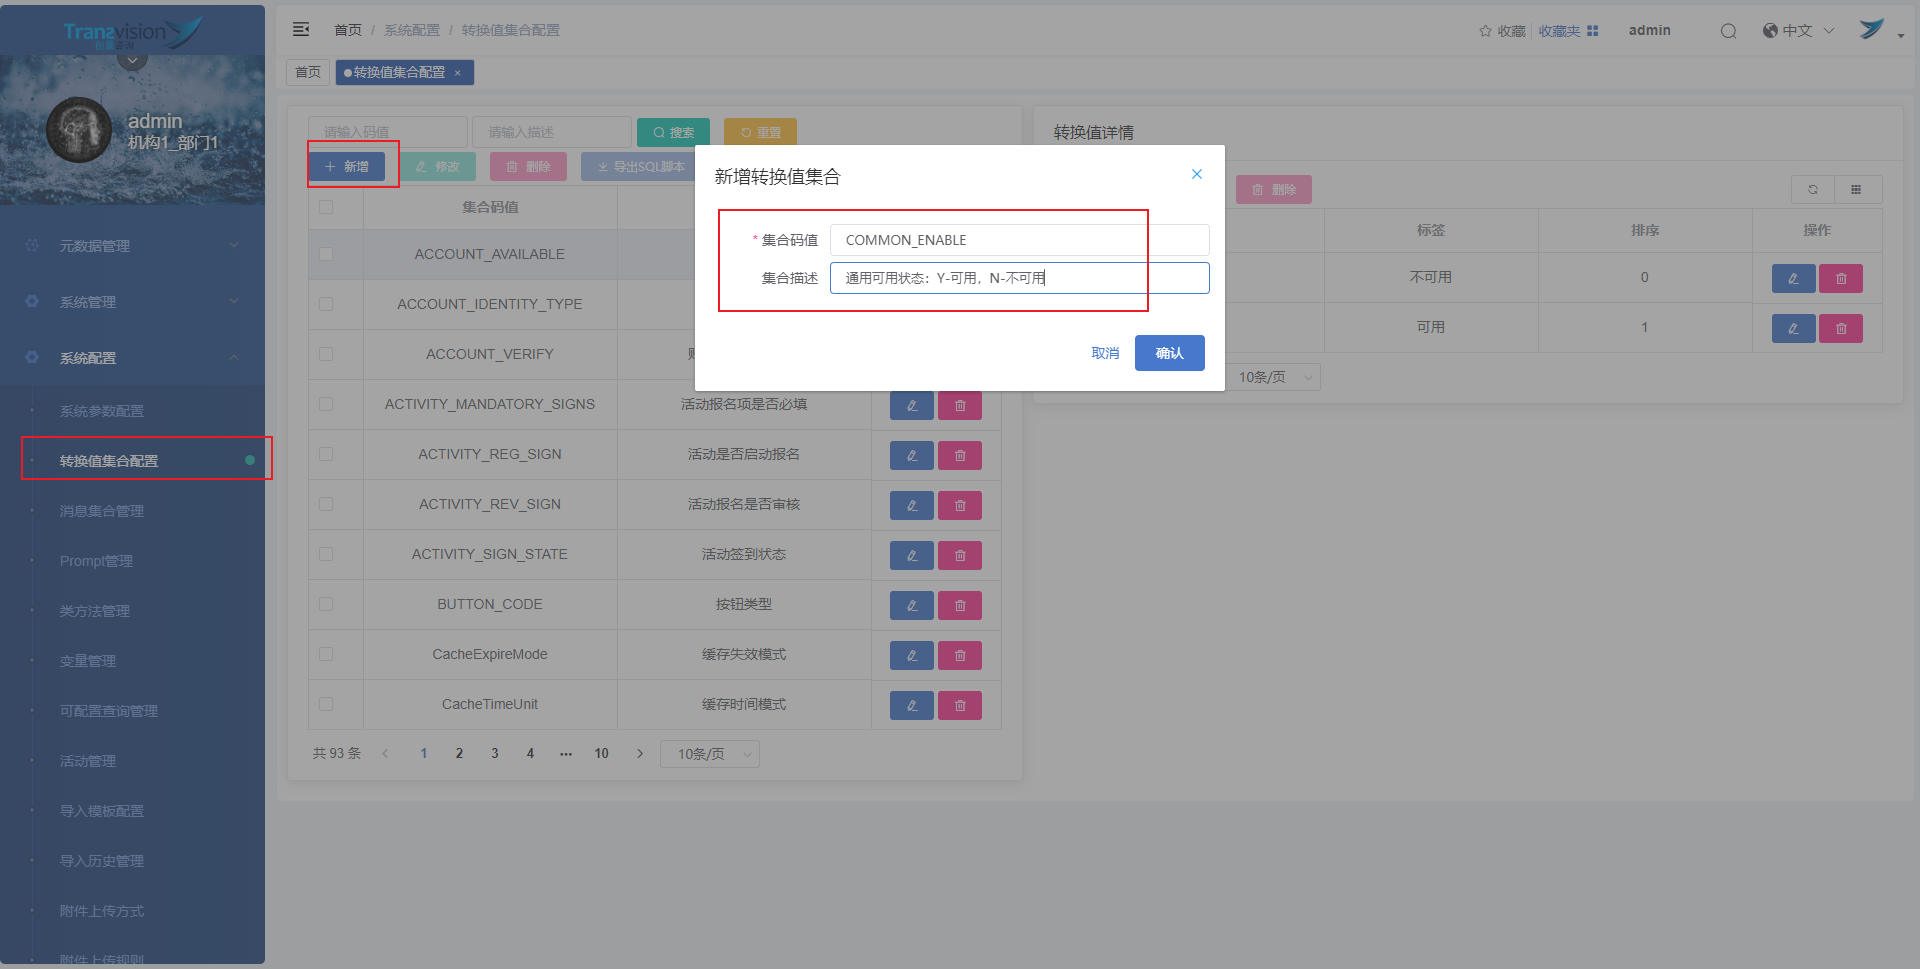 Tranzvision
创景咨询
admin
机构1_部门1
元数据管理
系统管理
系统配置
系统参数配置
转换值集合配置
消息集合管理
Prompt管理
类方法管理
变量管理
可配置查询管理
活动管理
导入模板配置
导入历史管理
附件上传方式
附件上传规则
首页 / 系统配置 / 转换值集合配置
收藏 收藏夹 admin 中文
首页 转换值集合配置 ×
请输入码值 请输入描述 搜索 重置
新增 修改 删除 导出SQL脚本
集合码值
ACCOUNT_AVAILABLE
ACCOUNT_IDENTITY_TYPE
ACCOUNT_VERIFY
ACTIVITY_MANDATORY_SIGNS 活动报名项是否必填
ACTIVITY_REG_SIGN 活动是否启动报名
ACTIVITY_REV_SIGN 活动报名是否审核
ACTIVITY_SIGN_STATE 活动签到状态
BUTTON_CODE 按钮类型
CacheExpireMode 缓存失效模式
CacheTimeUnit 缓存时间模式
共 93 条 < 1 2 3 4 ••• 10 > 10条/页
新增转换值集合 ×
* 集合码值 COMMON_ENABLE
集合描述 通用可用状态：Y-可用，N-不可用
取消 确认
转换值详情
删除
标签 排序 操作
不可用 0
可用 1
10条/页